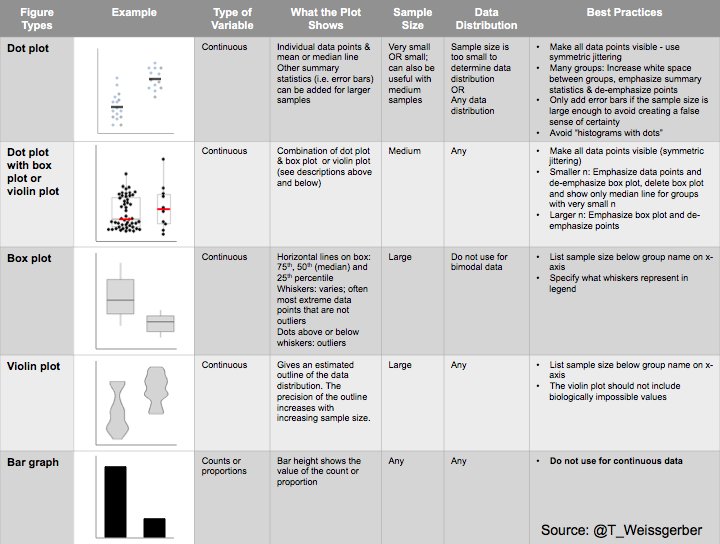 Figure Types
Example
Type of Variable
What the Plot Shows
Sample Size
Data Distribution
Best Practices
Dot plot
Continuous
Individual data points &
mean or median line
Other summary
statistics (i.e. error bars)
can be added for larger
samples
Very small
OR small;
can also be
useful with
medium
samples
Sample size is
too small to
determine data
distribution
OR
Any data
distribution
• Make all data points visible - use
symmetric jittering
• Many groups: Increase white space
between groups, emphasize summary
statistics & de-emphasize points
• Only add error bars if the sample size is
large enough to avoid creating a false
sense of certainty
• Avoid “histograms with dots”
Dot plot
with box
plot or
violin plot
Continuous
Combination of dot plot
& box plot or violin plot
(see descriptions above
and below)
Medium
Any
• Make all data points visible (symmetric
jittering)
• Smaller n: Emphasize data points and
de-emphasize box plot, delete box plot
and show only median line for groups
with very small n
• Larger n: Emphasize box plot and de-
emphasize points
Box plot
Continuous
Horizontal lines on box:
75th, 50th (median) and
25th percentile
Whiskers: varies; often
most extreme data
points that are not
outliers
Dots above or below
whiskers: outliers
Large
Do not use for
bimodal data
• List sample size below group name on x-
axis
• Specify what whiskers represent in
legend
Violin plot
Continuous
Gives an estimated
outline of the data
distribution. The
precision of the outline
increases with
increasing sample size.
Large
Any
• List sample size below group name on x-
axis
• The violin plot should not include
biologically impossible values
Bar graph
Counts or
proportions
Bar height shows the
value of the count or
proportion
Any
Any
• Do not use for continuous data
Source: @T_Weissgerber